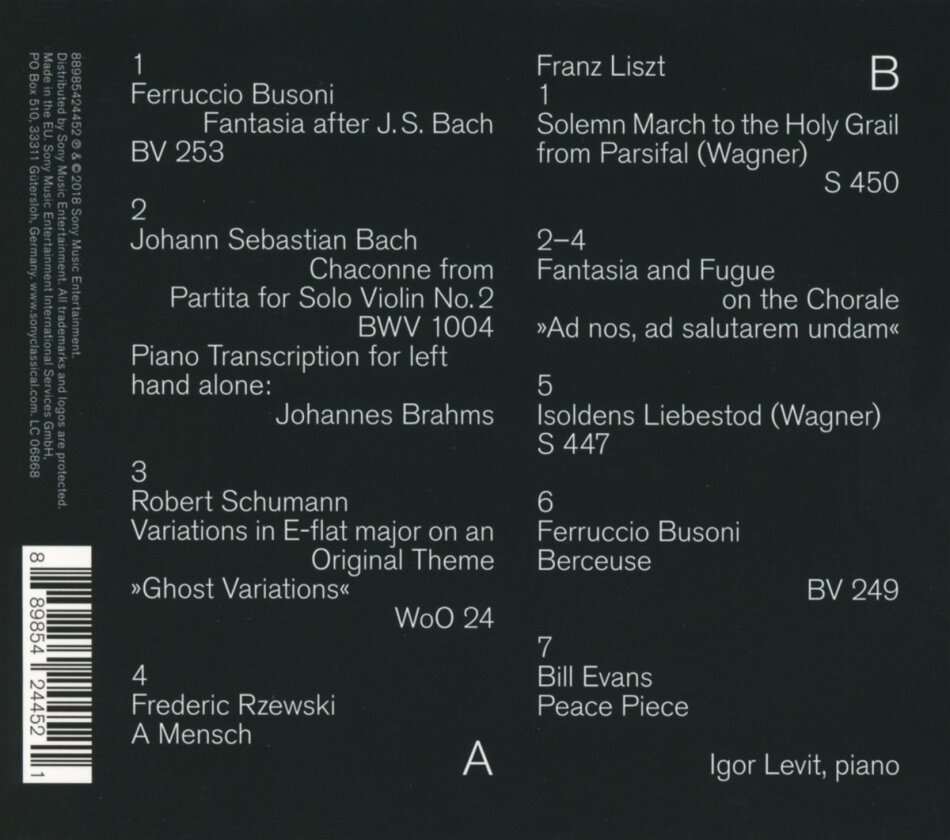 1
Ferruccio Busoni
Fantasia after J.S. Bach
BV 253
2
Johann Sebastian Bach
Chaconne from
Partita for Solo Violin No. 2
BWV 1004
Piano Transcription for left
hand alone:
Johannes Brahms
3
Robert Schumann
Variations in E-flat major on an
Original Theme
»Ghost Variations«
WoO 24
4
Frederic Rzewski
A Mensch
A
B
Franz Liszt
1
Solemn March to the Holy Grail
from Parsifal (Wagner)
S 450
2–4
Fantasia and Fugue
on the Chorale
»Ad nos, ad salutarem undam«
5
Isoldens Liebestod (Wagner)
S 447
6
Ferruccio Busoni
Berceuse
BV 249
7
Bill Evans
Peace Piece
Igor Levit, piano
88985424452 ℗ & © 2018 Sony Music Entertainment.
Distributed by Sony Music Entertainment. All trademarks and logos are protected.
Made in the EU. Sony Music Entertainment International Services GmbH,
PO Box 510, 33311 Gütersloh, Germany. www.sonyclassical.com. LC 06868
8 89854 24452 1